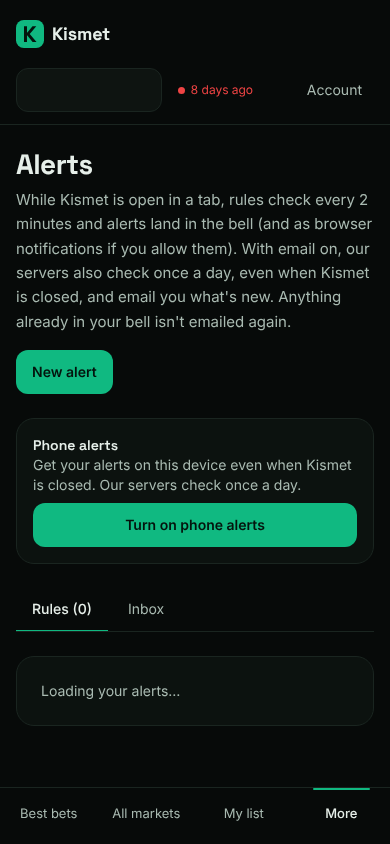 K Kismet
8 days ago
Account
Alerts
While Kismet is open in a tab, rules check every 2
minutes and alerts land in the bell (and as browser
notifications if you allow them). With email on, our
servers also check once a day, even when Kismet
is closed, and email you what's new. Anything
already in your bell isn't emailed again.
New alert
Phone alerts
Get your alerts on this device even when Kismet
is closed. Our servers check once a day.
Turn on phone alerts
Rules (0)
Inbox
Loading your alerts...
Best bets
All markets
My list
More